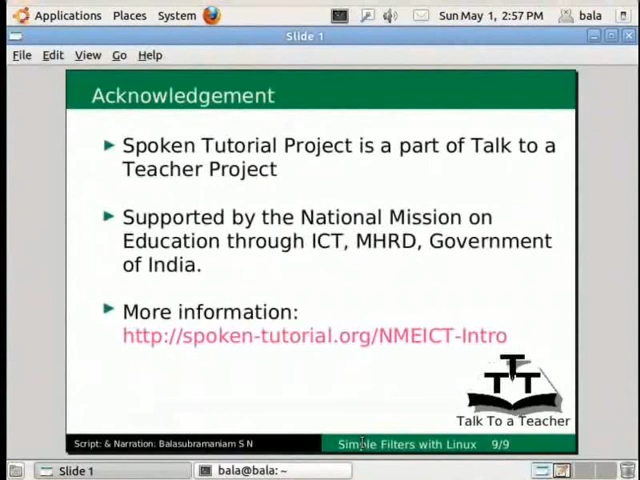 Applications Places System Sun May 1, 2:57 PM bala
Slide 1
File Edit View Go Help
Acknowledgement
Spoken Tutorial Project is a part of Talk to a
Teacher Project
Supported by the National Mission on
Education through ICT, MHRD, Government
of India.
More information:
http://spoken-tutorial.org/NMEICT-Intro
T T T
Talk To a Teacher
Script: & Narration: Balasubramaniam S N Simple Filters with Linux 9/9
Slide 1 bala@bala: ~